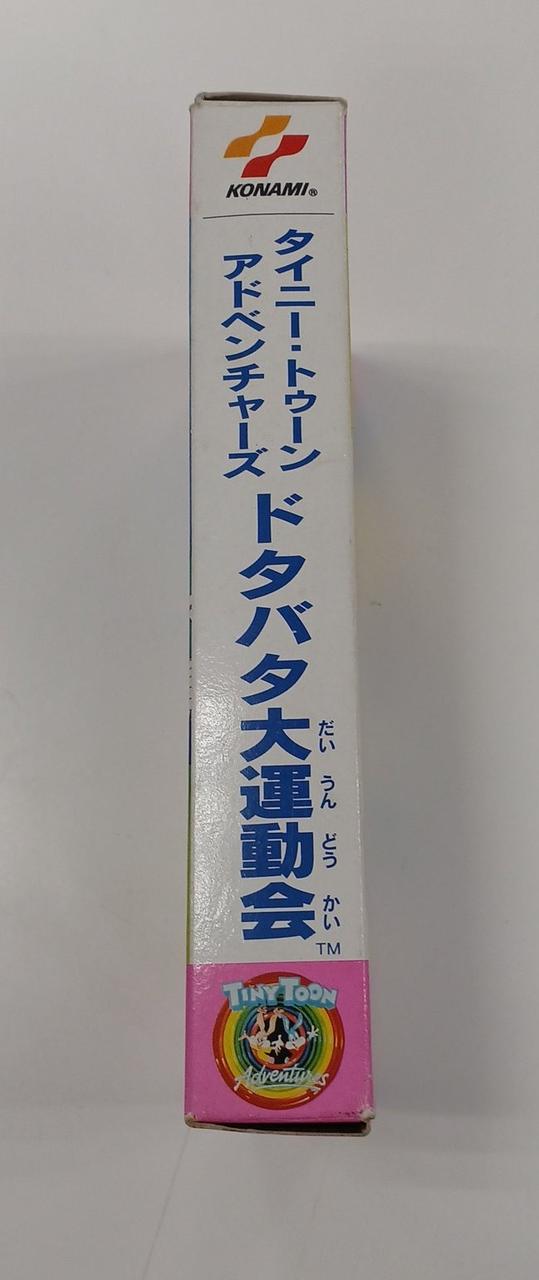 KONAMI®
タイニー・トゥーン
アドベンチャーズ
ドタバタ大運動会
だい うん どう かい
TM
TINY TOON
Adventures